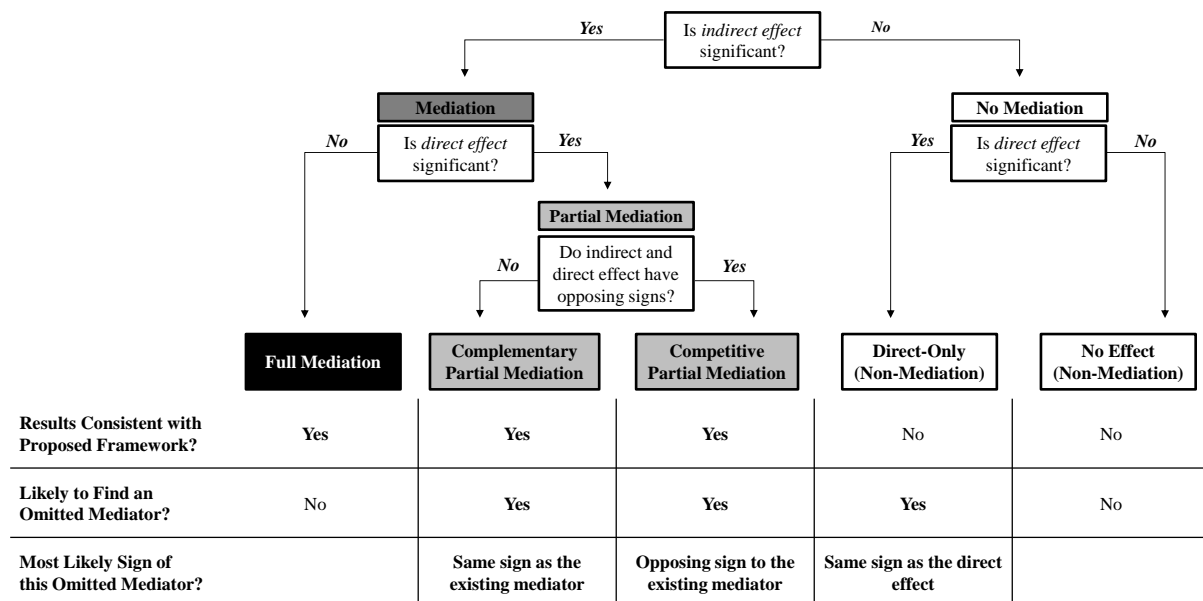 Yes
Is indirect effect
significant?
No
Mediation
No Mediation
No
Is direct effect
significant?
Yes
Yes
Is direct effect
significant?
No
Partial Mediation
No
Do indirect and
direct effect have
opposing signs?
Yes
Full Mediation
Complementary
Partial Mediation
Competitive
Partial Mediation
Direct-Only
(Non-Mediation)
No Effect
(Non-Mediation)
Results Consistent with
Proposed Framework?
Yes
Yes
Yes
No
No
Likely to Find an
Omitted Mediator?
No
Yes
Yes
Yes
No
Most Likely Sign of
this Omitted Mediator?
Same sign as the
existing mediator
Opposing sign to the
existing mediator
Same sign as the direct
effect